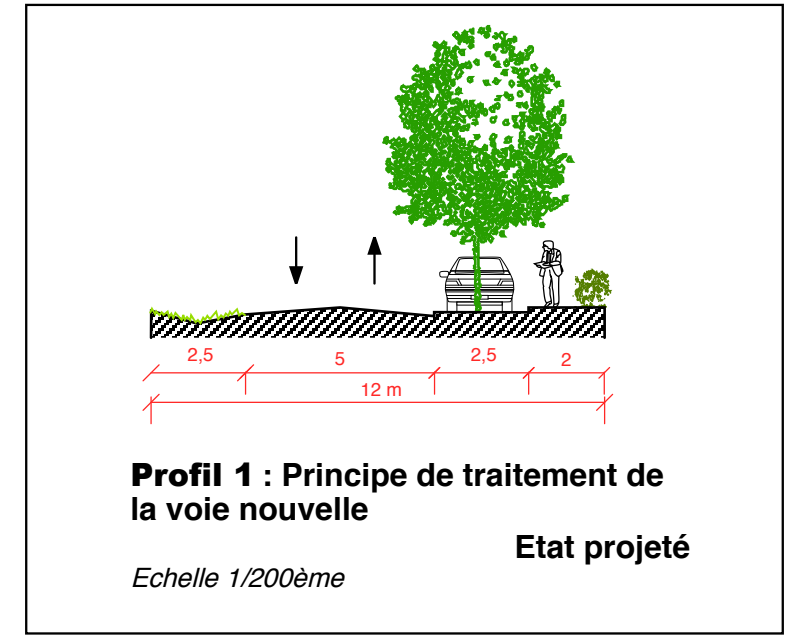 2,5 5 2,5 2
12 m
Profil 1 : Principe de traitement de
la voie nouvelle
Etat projeté
Echelle 1/200ème